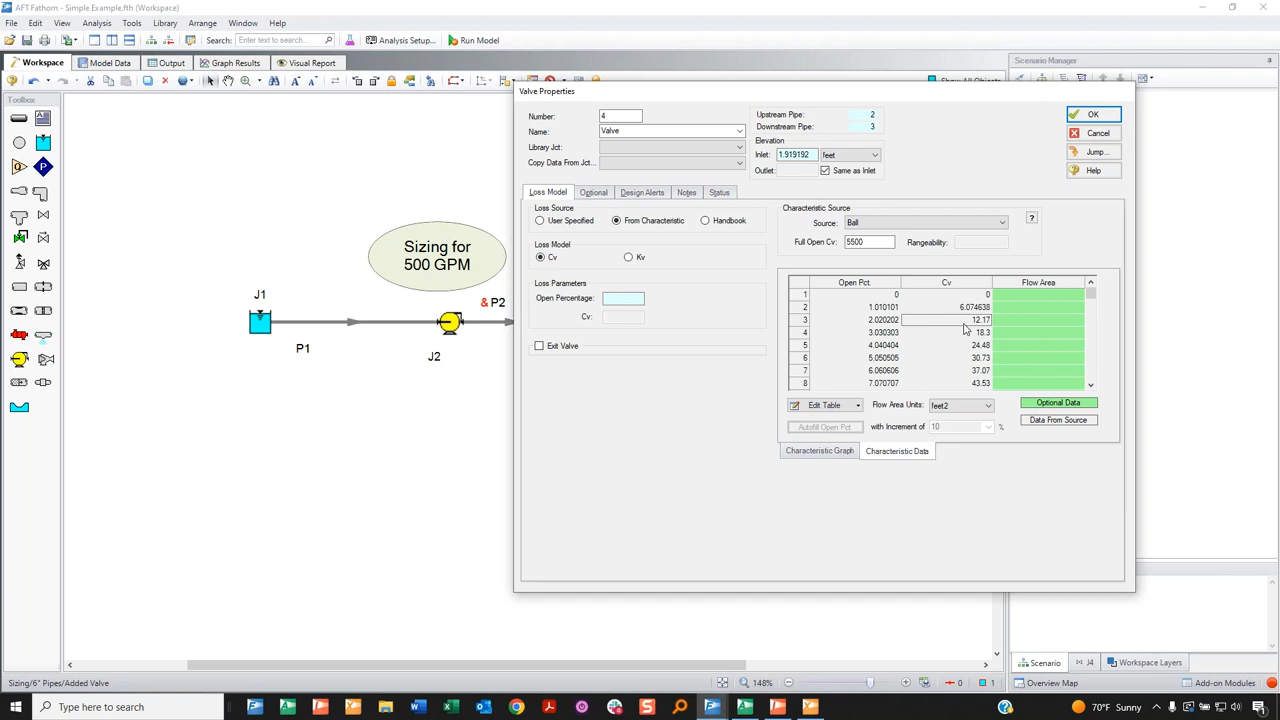 AFT Fathom - Simple Example.fth (Workspace)
File Edit View Analysis Tools Library Arrange Window Help
Search: Enter text to search.. Analysis Setup... Run Model
Workspace Model Data Output Graph Results Visual Report
Scenario Manager
Show All Objects
Toolbox
Valve Properties
Number: 4
Name: Valve
Library Jct:
Copy Data From Jct...
Upstream Pipe: 2
Downstream Pipe: 3
Elevation
Inlet: 1.919192 feet
Outlet: Same as Inlet
OK
Cancel
Jump...
Help
Loss Model Optional Design Alerts Notes Status
Loss Source
User Specified From Characteristic Handbook
Loss Model
Cv Kv
Loss Parameters
Open Percentage:
Cv:
Exit Valve
Characteristic Source
Source: Ball ?
Full Open Cv: 5500 Rangeability:
Open Pct. Cv Flow Area
1 0 0
2 1.010101 6.074638
3 2.020202 12.17
4 3.030303 18.3
5 4.040404 24.48
6 5.050505 30.73
7 6.060606 37.07
8 7.070707 43.53
Edit Table Flow Area Units: feet2 Optional Data
Autofill Open Pct with Increment of 10 % Data From Source
Characteristic Graph Characteristic Data
Sizing for
500 GPM
J1
& P2
P1
J2
Scenario J4 Workspace Layers
Sizing/6" Pipes/Added Valve 148% 0 1 Overview Map Add-on Modules
Type here to search
70°F Sunny